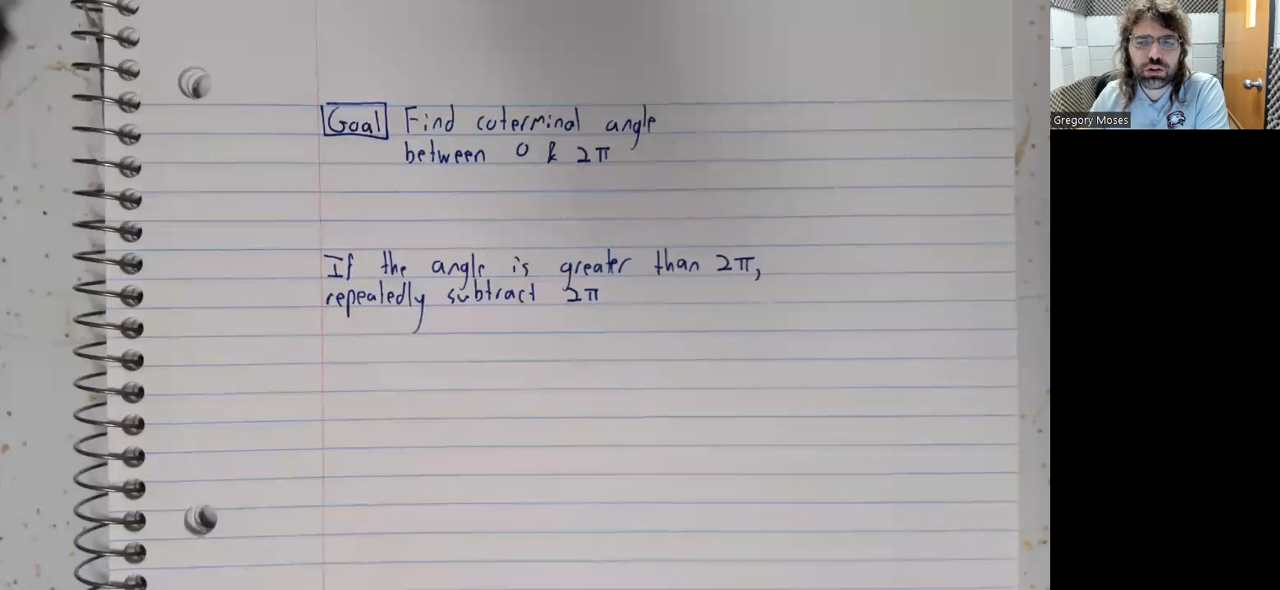 Goal Find coterminal angle
between 0 & 2π
If the angle is greater than 2π,
repeatedly subtract 2π
Gregory Moses